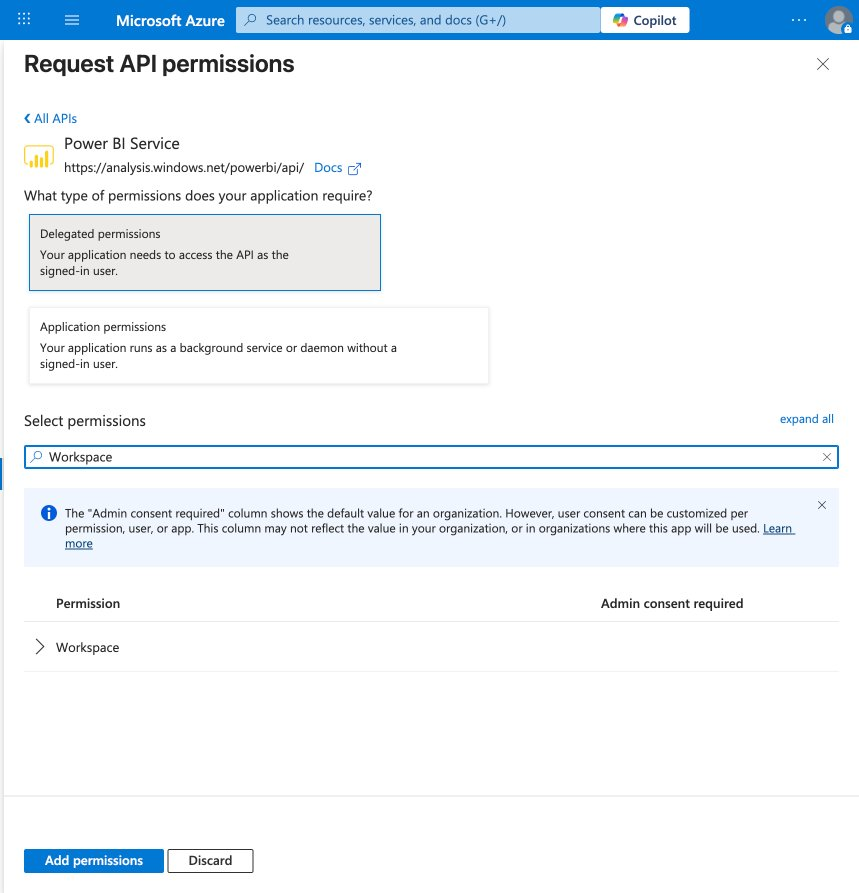 Microsoft Azure
Search resources, services, and docs (G+/)
Copilot
Request API permissions
All APIs
Power BI Service
https://analysis.windows.net/powerbi/api/ Docs
What type of permissions does your application require?
Delegated permissions
Your application needs to access the API as the
signed-in user.
Application permissions
Your application runs as a background service or daemon without a
signed-in user.
Select permissions
expand all
Workspace
The "Admin consent required" column shows the default value for an organization. However, user consent can be customized per
permission, user, or app. This column may not reflect the value in your organization, or in organizations where this app will be used. Learn
more
Permission
Admin consent required
Workspace
Add permissions
Discard